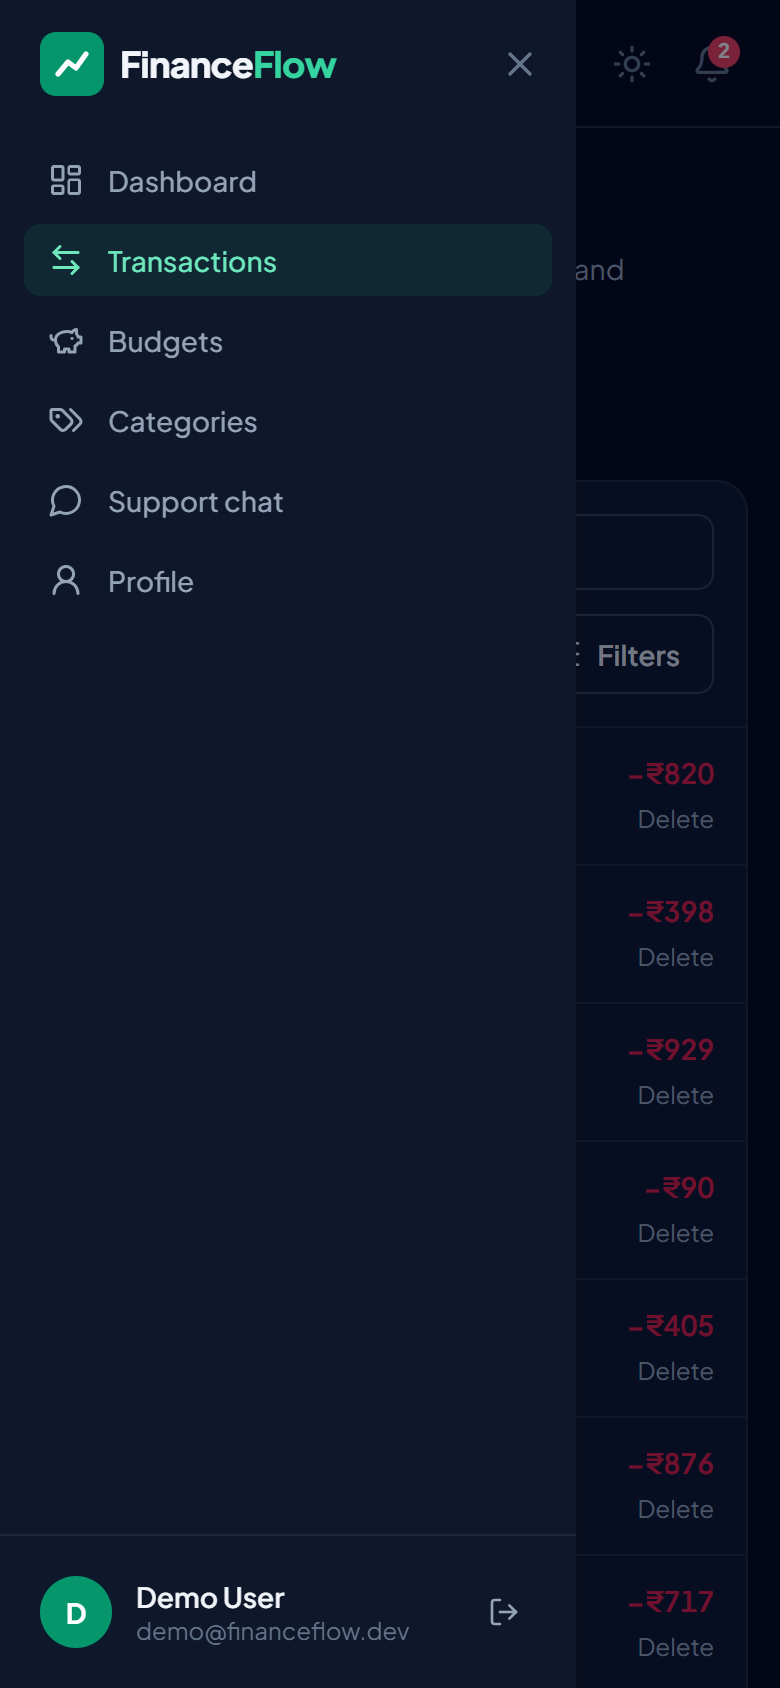 FinanceFlow
2
Dashboard
Transactions
and
Budgets
Categories
Support chat
Profile
Filters
-₹820
Delete
-₹398
Delete
-₹929
Delete
-₹90
Delete
-₹405
Delete
-₹876
Delete
-₹717
Delete
D
Demo User
demo@financeflow.dev